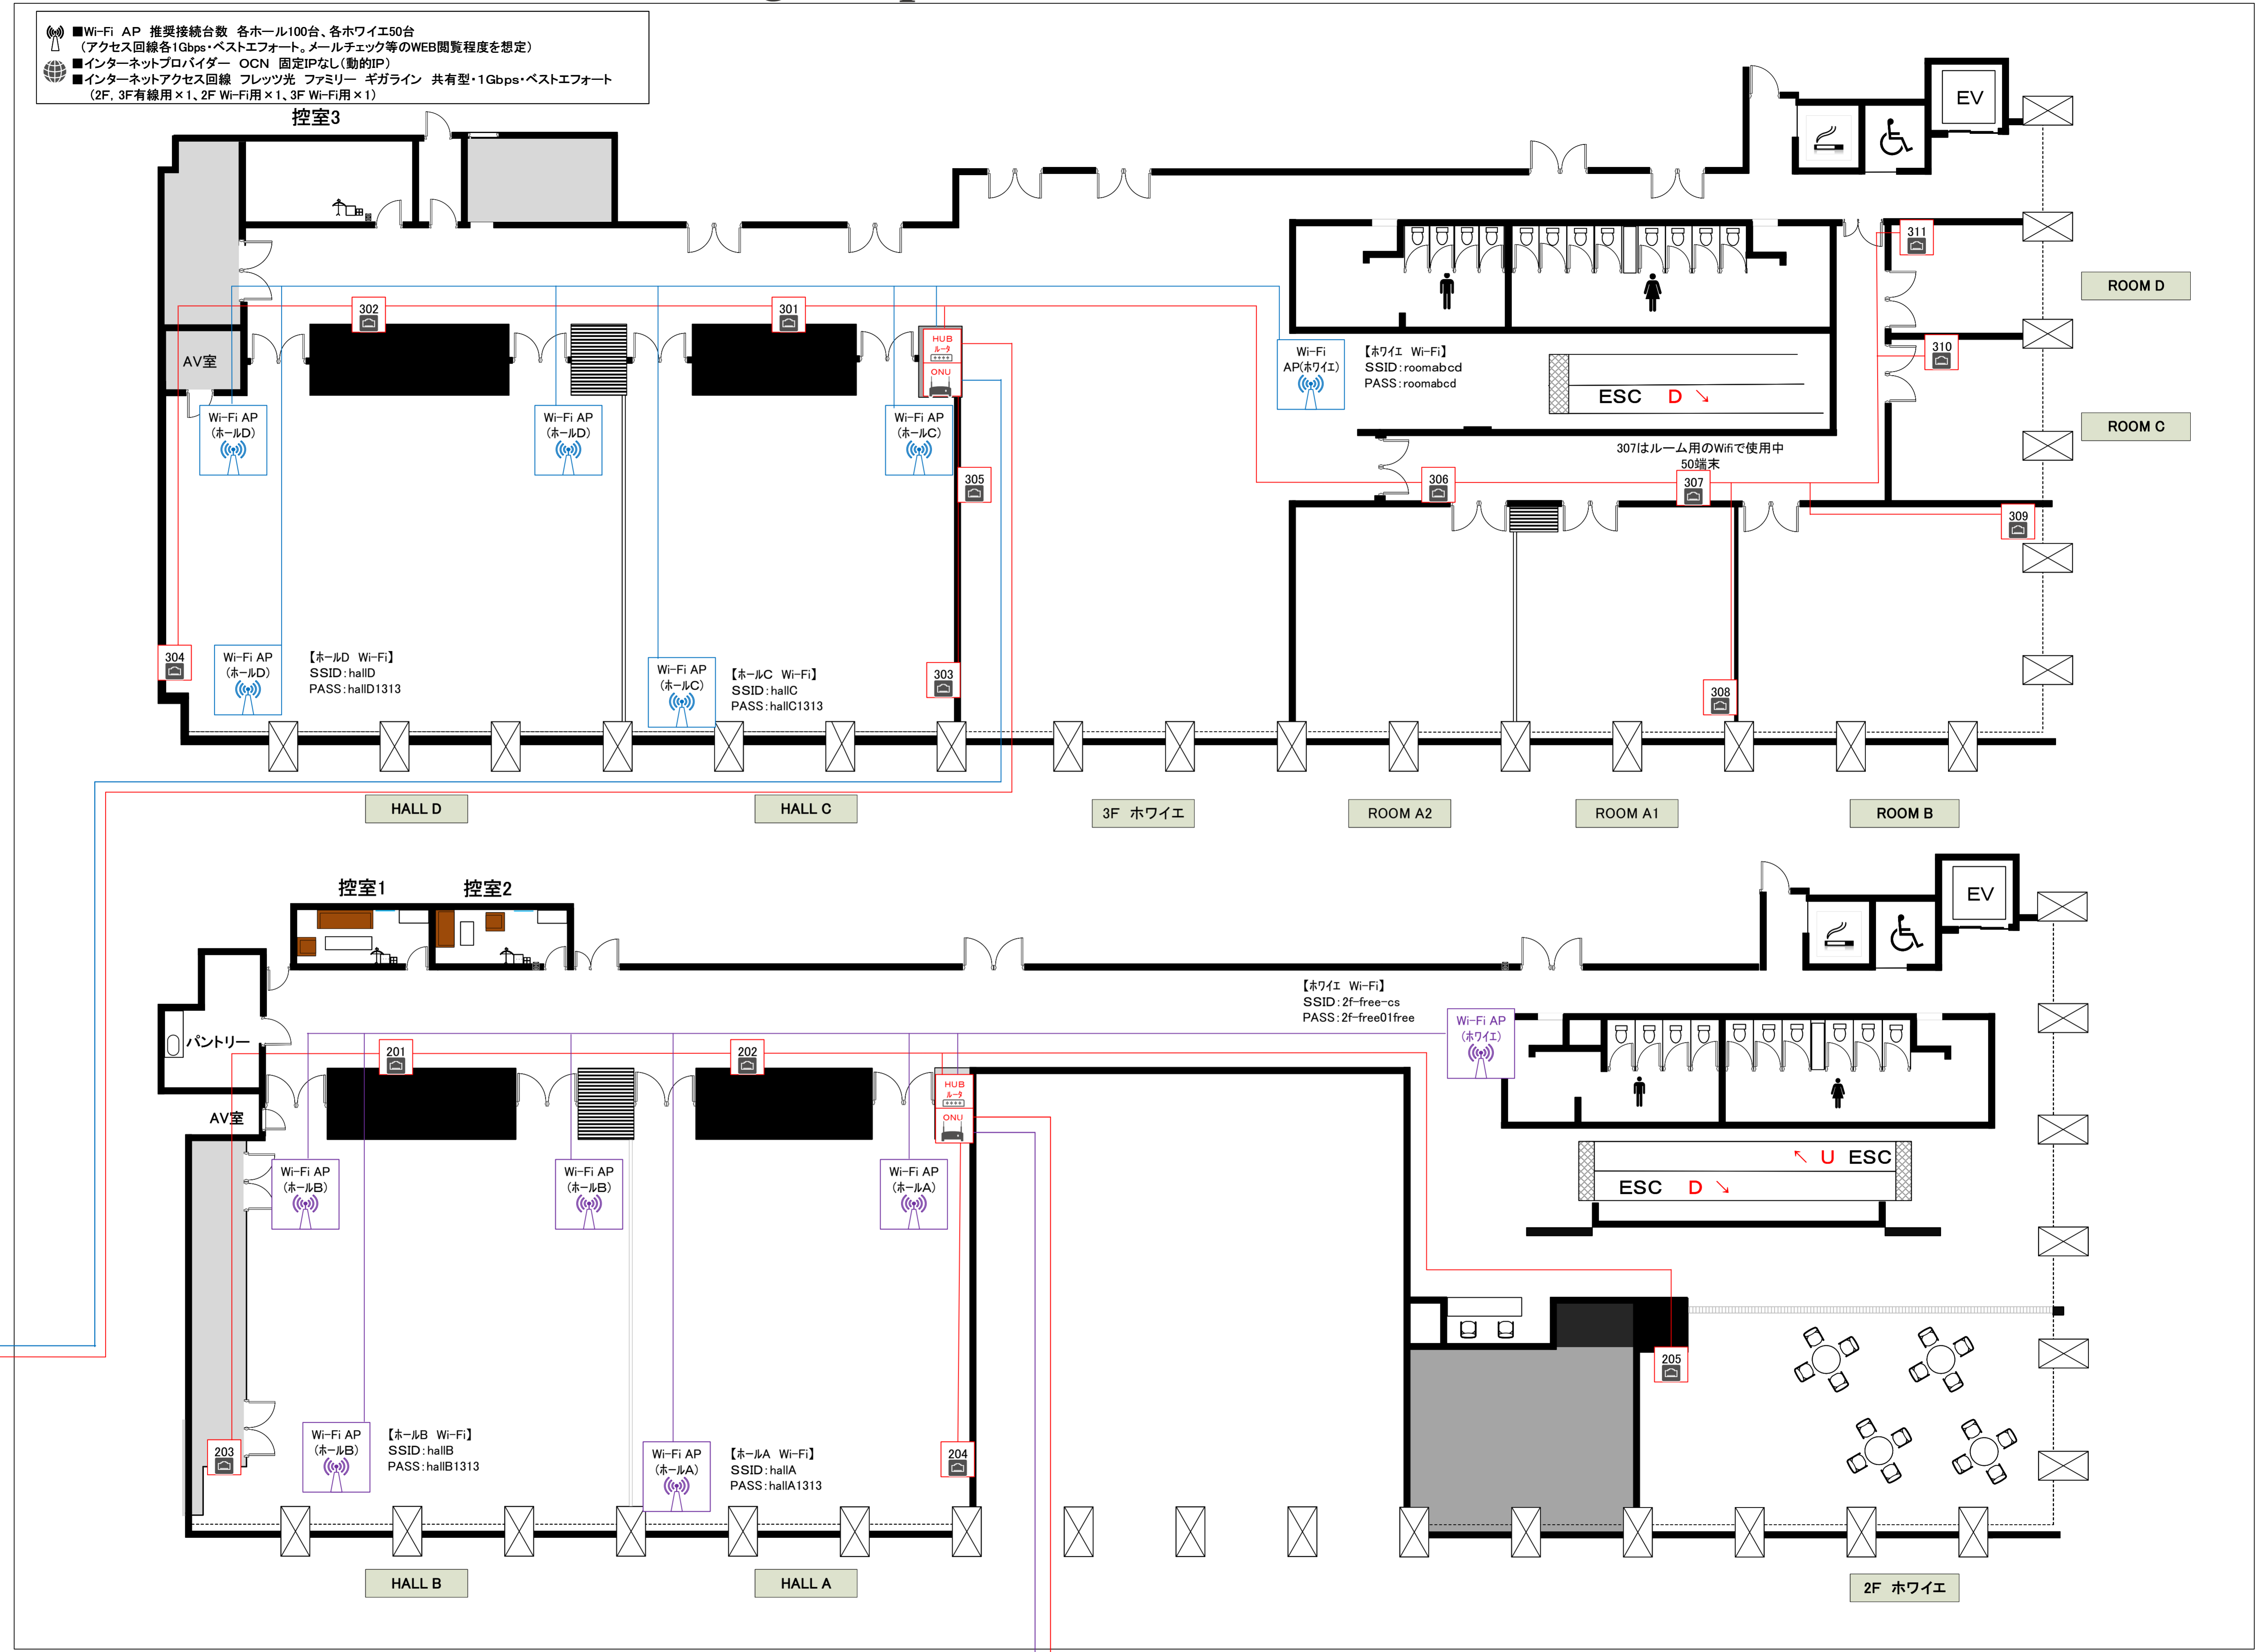 ■Wi-Fi AP 推奨接続台数 各ホール100台、各ホワイエ50台
(アクセス回線各1Gbps・ベストエフォート。メールチェック等のWEB閲覧程度を想定)
■インターネットプロバイダー OCN 固定IPなし(動的IP)
■インターネットアクセス回線 フレッツ光 ファミリー ギガライン 共有型・1Gbps・ベストエフォート
(2F, 3F有線用×1、2F Wi-Fi用×1、3F Wi-Fi用×1)
控室3
EV
311
ROOM D
302
301
HUB
ルータ
ONU
AV室
Wi-Fi
AP(ホワイエ)
【ホワイエ Wi-Fi】
SSID:roomabcd
PASS:roomabcd
310
ESC D ↘
ROOM C
Wi-Fi AP
(ホールD)
Wi-Fi AP
(ホールD)
Wi-Fi AP
(ホールC)
307はルーム用のWifiで使用中
50端末
305
306
307
309
304
Wi-Fi AP
(ホールD)
【ホールD Wi-Fi】
SSID:hallD
PASS:hallD1313
Wi-Fi AP
(ホールC)
【ホールC Wi-Fi】
SSID:hallC
PASS:hallC1313
303
308
HALL D
HALL C
3F ホワイエ
ROOM A2
ROOM A1
ROOM B
控室1
控室2
EV
【ホワイエ Wi-Fi】
SSID:2f-free-cs
PASS:2f-free01free
Wi-Fi AP
(ホワイエ)
パントリー
201
202
HUB
ルータ
ONU
AV室
Wi-Fi AP
(ホールB)
Wi-Fi AP
(ホールB)
Wi-Fi AP
(ホールA)
↖ U ESC
ESC D ↘
205
203
Wi-Fi AP
(ホールB)
【ホールB Wi-Fi】
SSID:hallB
PASS:hallB1313
Wi-Fi AP
(ホールA)
【ホールA Wi-Fi】
SSID:hallA
PASS:hallA1313
204
HALL B
HALL A
2F ホワイエ